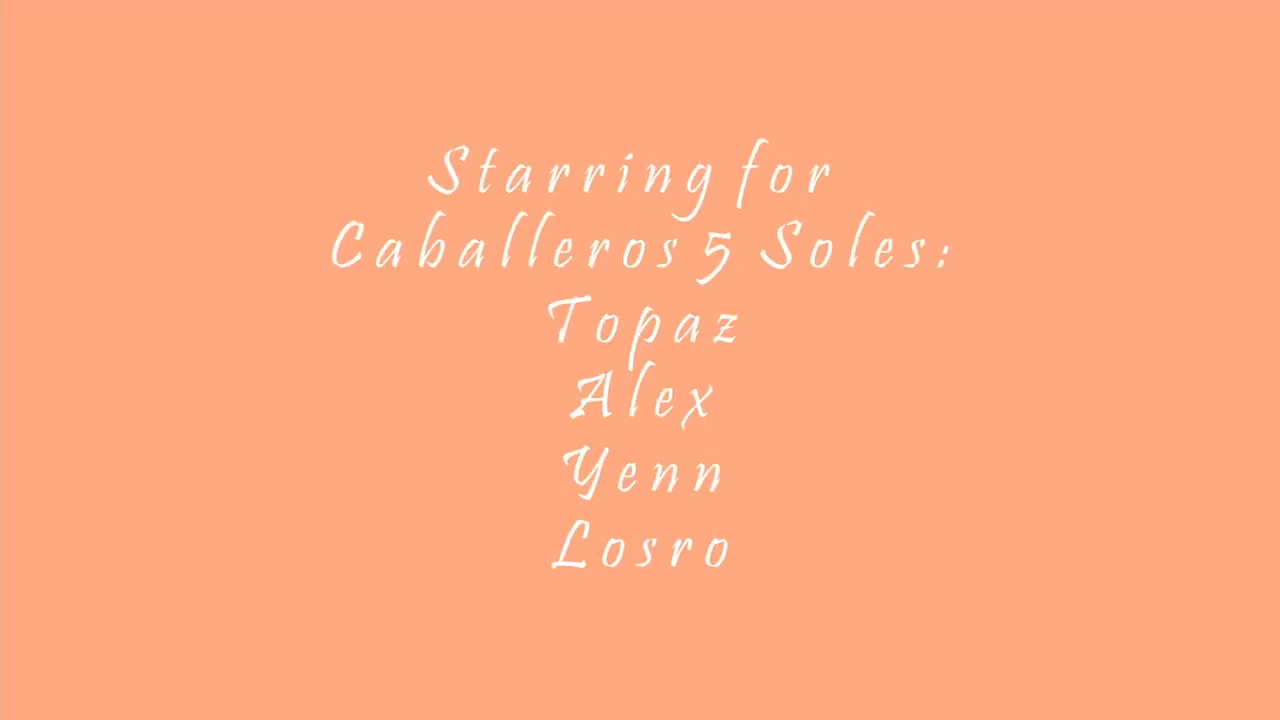 Starring for
Caballeros 5 Soles:
Topaz
Alex
Yenn
Losro